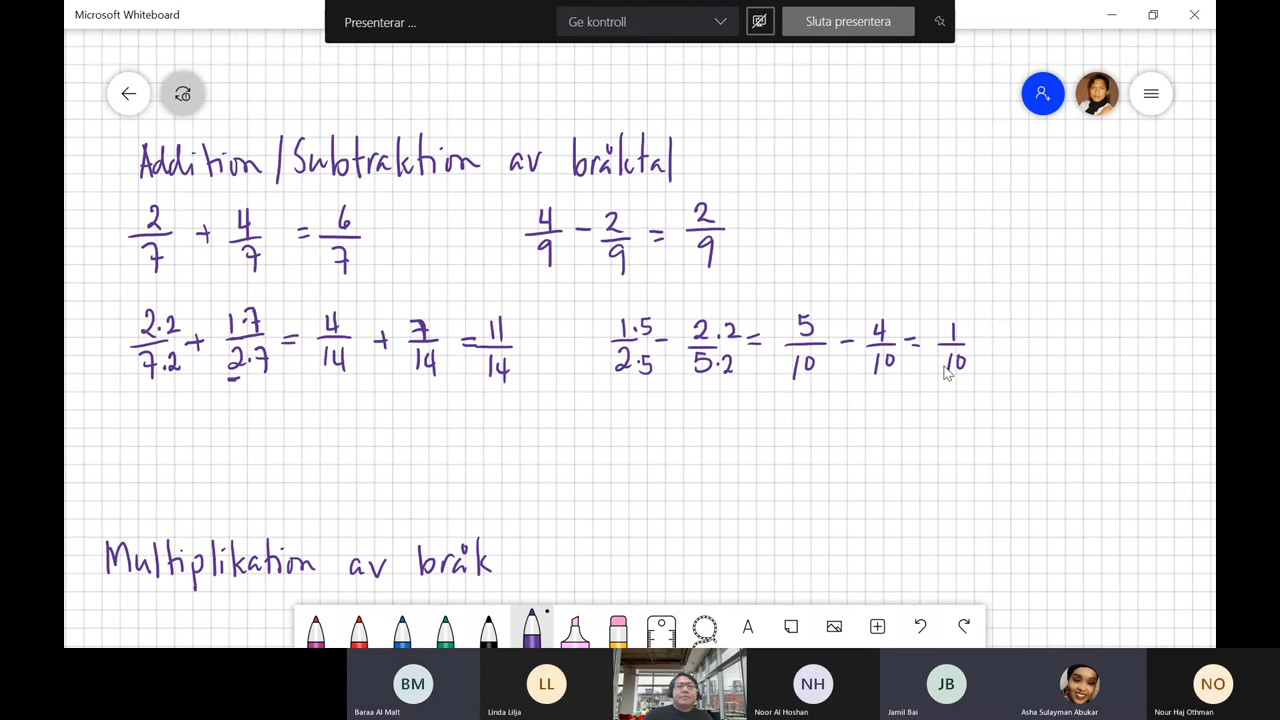 Microsoft Whiteboard
Presenterar ...
Ge kontroll
Sluta presentera
Addition/Subtraktion av bråktal
2/7 + 4/7 = 6/7
4/9 - 2/9 = 2/9
2·2/7·2 + 1·7/2·7 = 4/14 + 7/14 = 11/14
1·5/2·5 - 2·2/5·2 = 5/10 - 4/10 = 1/10
Multiplikation av bråk
A
BM
LL
NH
JB
NO
Baraa Al Malt
Linda Lilja
Noor Al Hoshan
Jamil Bai
Asha Sulayman Abukar
Nour Haj Othman